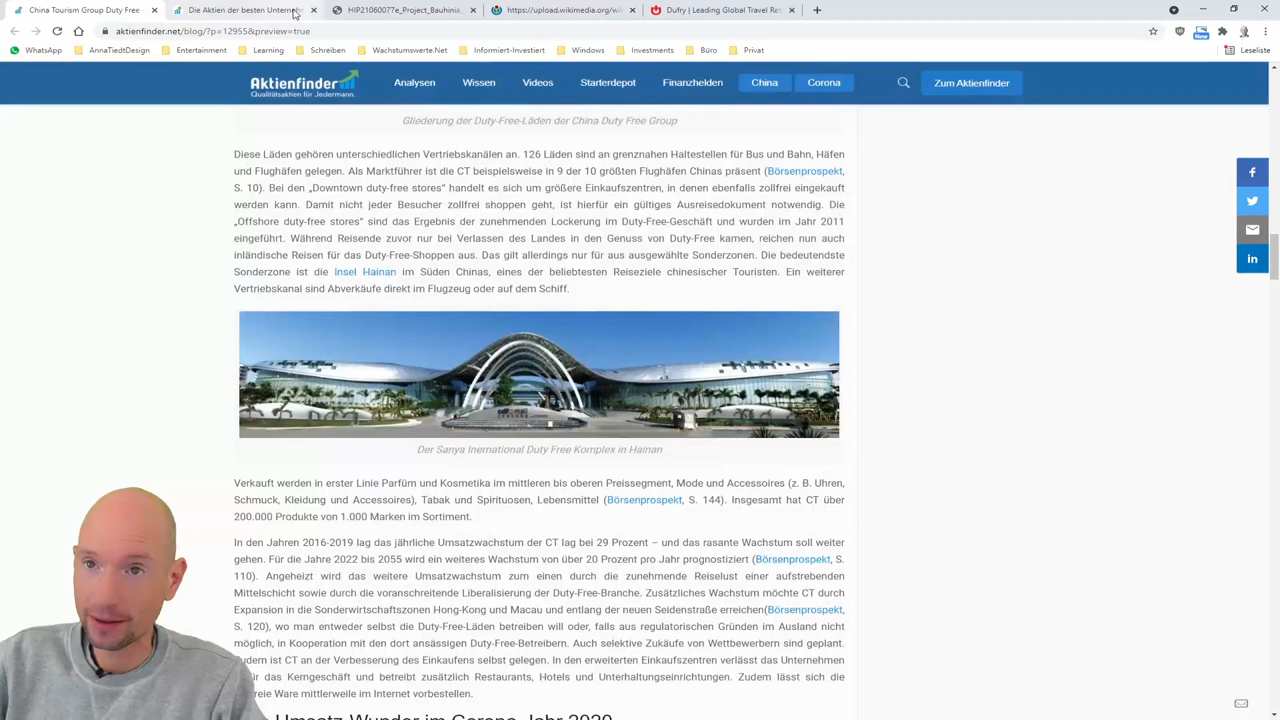 China Tourism Group Duty Free
Die Aktien der besten Unterneh
HIP21060077e_Project_Bauhinia
https://upload.wikimedia.org/wi
Dufry | Leading Global Travel Re
aktienfinder.net/blog/?p=12955&preview=true
WhatsApp
AnnaTiedtDesign
Entertainment
Learning
Schreiben
Wachstumswerte.Net
Informiert-Investiert
Windows
Investments
Büro
Privat
New
Leseliste
Aktienfinder
Qualitätsaktien für Jedermann.
Analysen
Wissen
Videos
Starterdepot
Finanzhelden
China
Corona
Zum Aktienfinder
Gliederung der Duty-Free-Läden der China Duty Free Group
Diese Läden gehören unterschiedlichen Vertriebskanälen an. 126 Läden sind an grenznahen Haltestellen für Bus und Bahn, Häfen
und Flughäfen gelegen. Als Marktführer ist die CT beispielsweise in 9 der 10 größten Flughäfen Chinas präsent (Börsenprospekt,
S. 10). Bei den „Downtown duty-free stores“ handelt es sich um größere Einkaufszentren, in denen ebenfalls zollfrei eingekauft
werden kann. Damit nicht jeder Besucher zollfrei shoppen geht, ist hierfür ein gültiges Ausreisedokument notwendig. Die
„Offshore duty-free stores“ sind das Ergebnis der zunehmenden Lockerung im Duty-Free-Geschäft und wurden im Jahr 2011
eingeführt. Während Reisende zuvor nur bei Verlassen des Landes in den Genuss von Duty-Free kamen, reichen nun auch
inländische Reisen für das Duty-Free-Shoppen aus. Das gilt allerdings nur für aus ausgewählte Sonderzonen. Die bedeutendste
Sonderzone ist die Insel Hainan im Süden Chinas, eines der beliebtesten Reiseziele chinesischer Touristen. Ein weiterer
Vertriebskanal sind Abverkäufe direkt im Flugzeug oder auf dem Schiff.
Der Sanya Inernational Duty Free Komplex in Hainan
Verkauft werden in erster Linie Parfüm und Kosmetika im mittleren bis oberen Preissegment, Mode und Accessoires (z. B. Uhren,
Schmuck, Kleidung und Accessoires), Tabak und Spirituosen, Lebensmittel (Börsenprospekt, S. 144). Insgesamt hat CT über
200.000 Produkte von 1.000 Marken im Sortiment.
In den Jahren 2016-2019 lag das jährliche Umsatzwachstum der CT lag bei 29 Prozent – und das rasante Wachstum soll weiter
gehen. Für die Jahre 2022 bis 2055 wird ein weiteres Wachstum von über 20 Prozent pro Jahr prognostiziert (Börsenprospekt, S.
110). Angeheizt wird das weitere Umsatzwachstum zum einen durch die zunehmende Reiselust einer aufstrebenden
Mittelschicht sowie durch die voranschreitende Liberalisierung der Duty-Free-Branche. Zusätzliches Wachstum möchte CT durch
Expansion in die Sonderwirtschaftszonen Hong-Kong und Macau und entlang der neuen Seidenstraße erreichen(Börsenprospekt,
S. 120), wo man entweder selbst die Duty-Free-Läden betreiben will oder, falls aus regulatorischen Gründen im Ausland nicht
möglich, in Kooperation mit den dort ansässigen Duty-Free-Betreibern. Auch selektive Zukäufe von Wettbewerbern sind geplant.
Zudem ist CT an der Verbesserung des Einkaufens selbst gelegen. In den erweiterten Einkaufszentren verlässt das Unternehmen
für das Kerngeschäft und betreibt zusätzlich Restaurants, Hotels und Unterhaltungseinrichtungen. Zudem lässt sich die
freie Ware mittlerweile im Internet vorbestellen.
Umsatz-Wunder im Corona-Jahr 2020